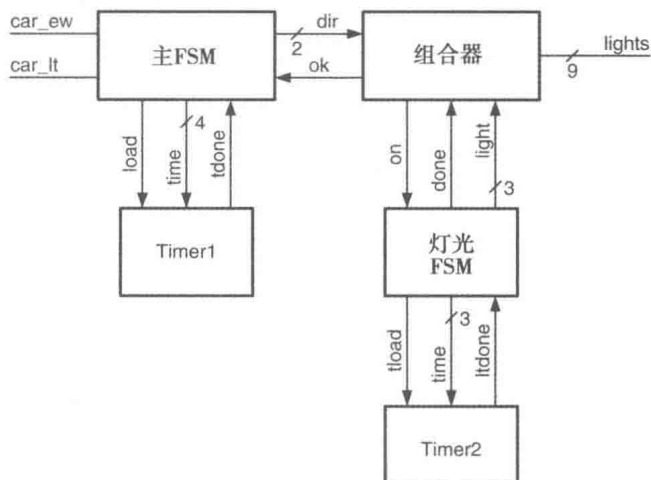 car_ew
car_lt
主FSM
dir
2
ok
组合器
lights
9
load
time
4
tdone
on
done
light
3
Timer1
灯光
FSM
tload
time
3
ltdone
Timer2